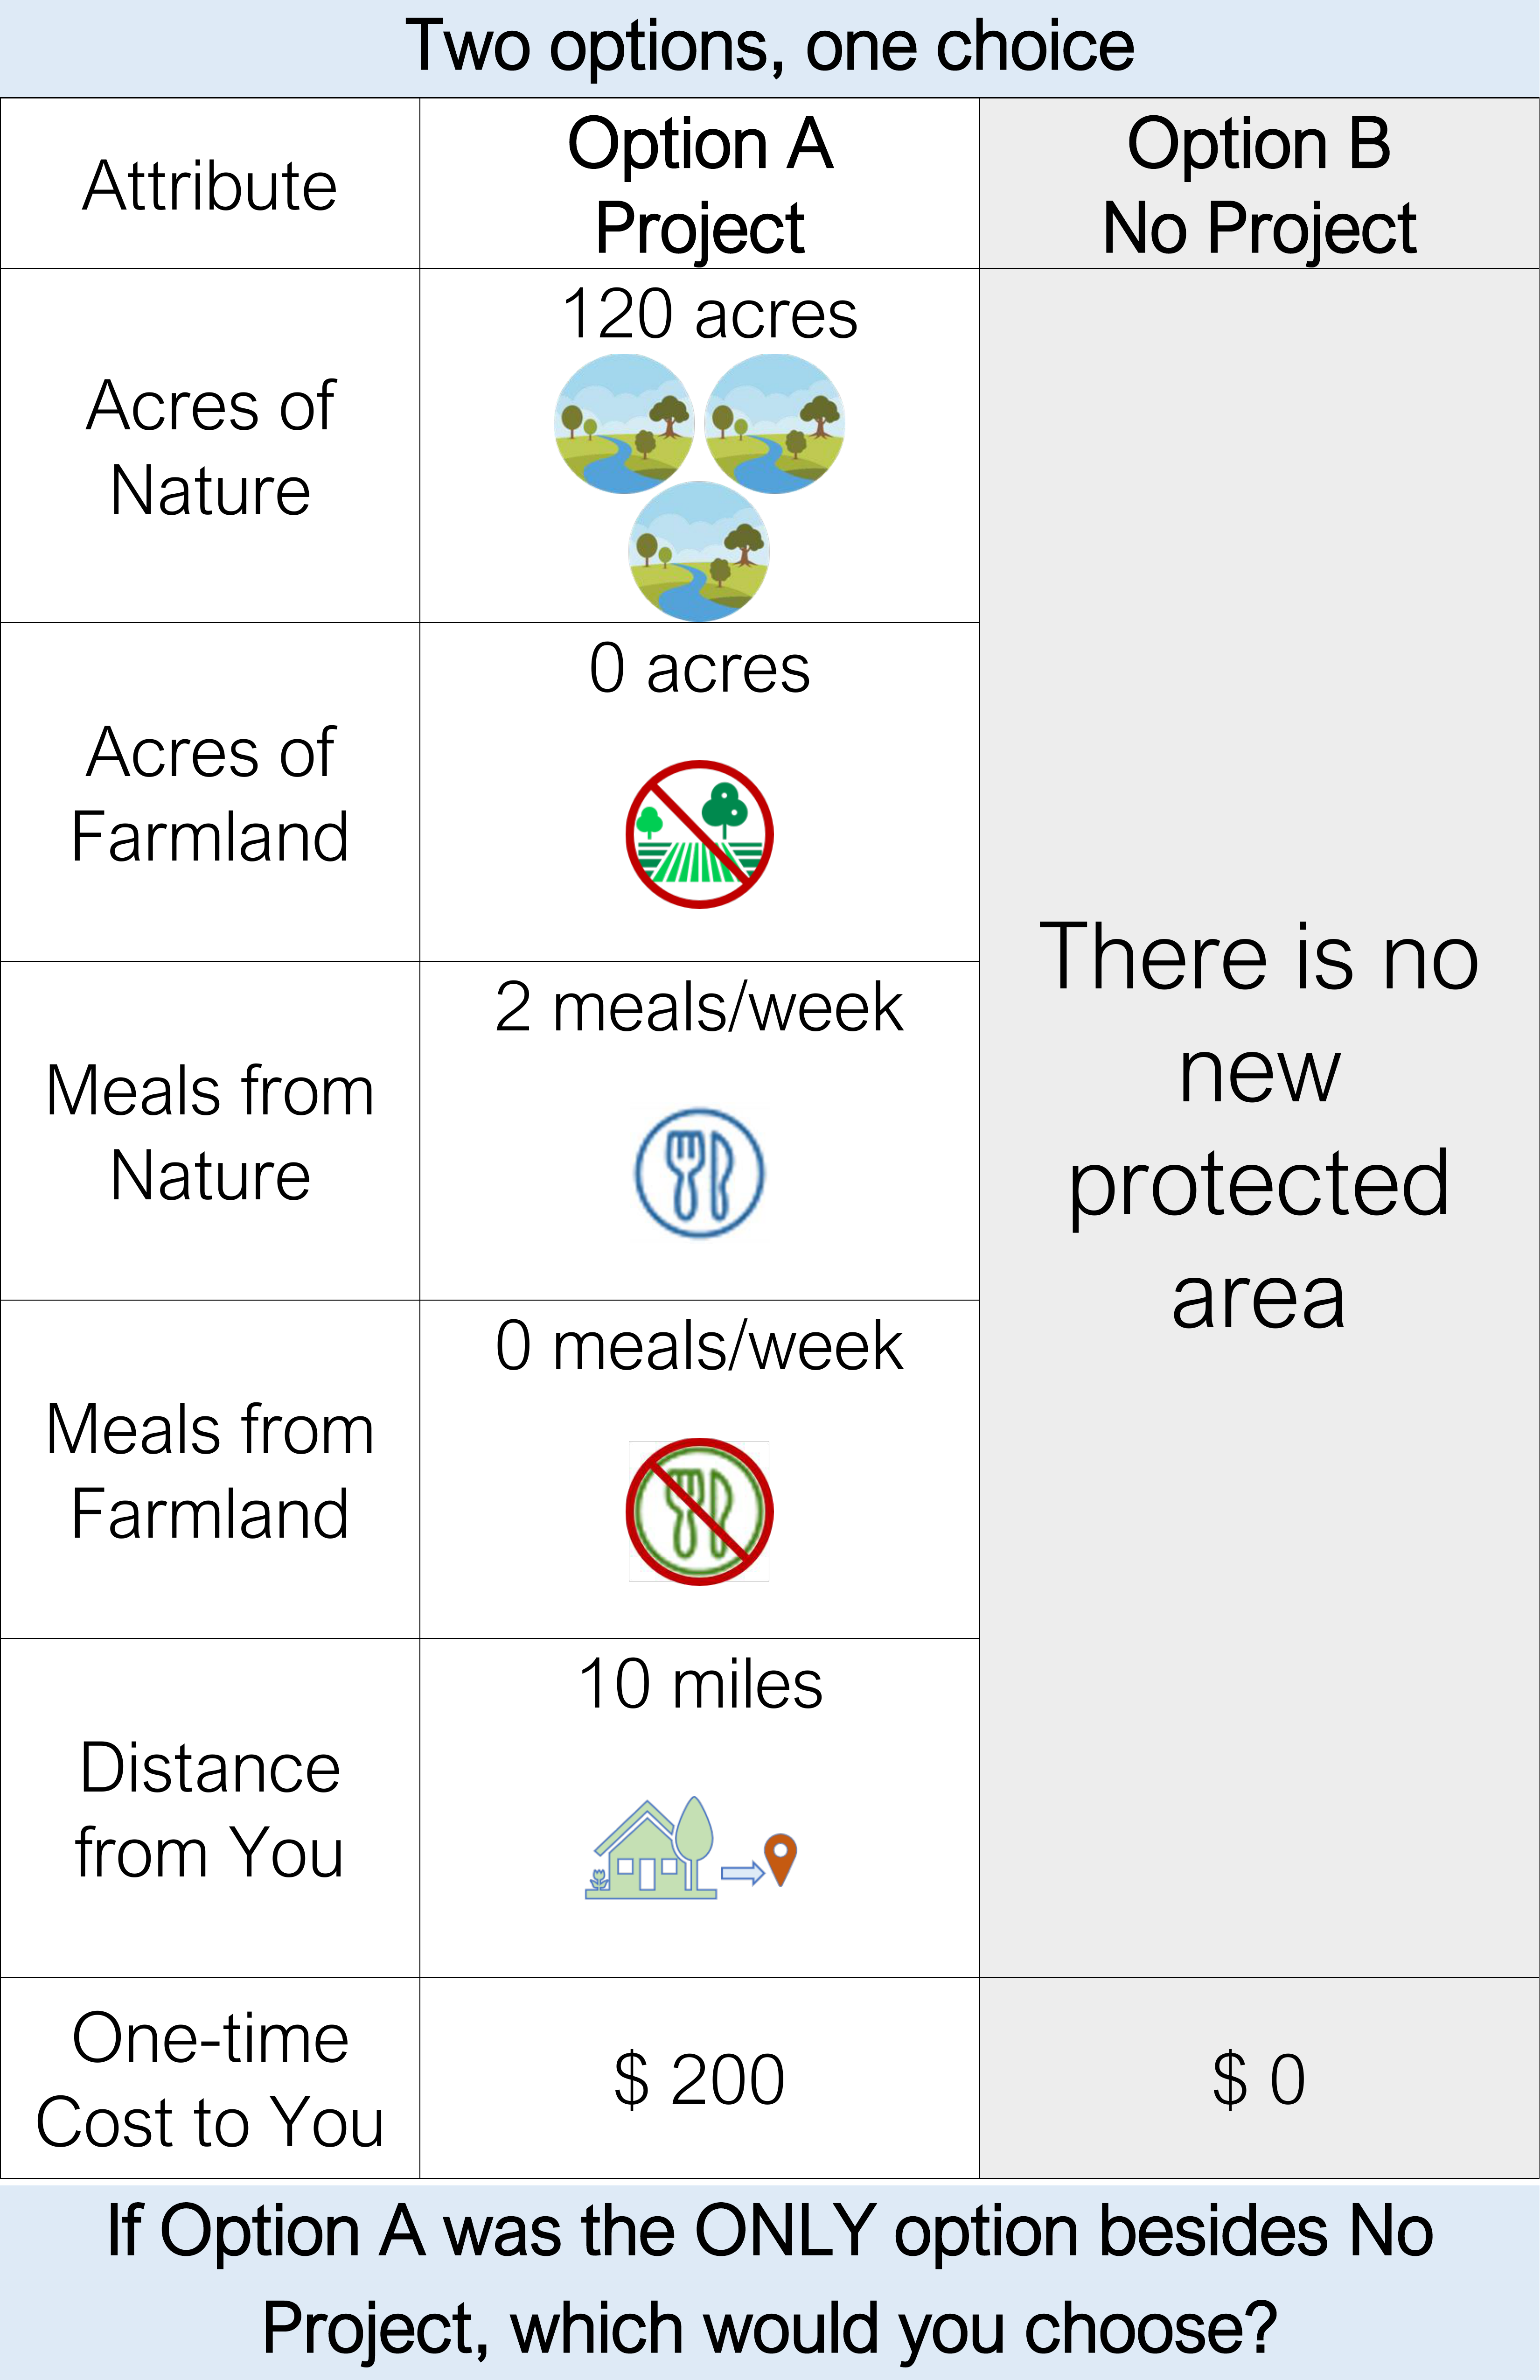 Two options, one choice
Attribute
Option A
Project
Option B
No Project
Acres of
Nature
120 acres
Acres of
Farmland
0 acres
Meals from
Nature
2 meals/week
Meals from
Farmland
0 meals/week
Distance
from You
10 miles
There is no
new
protected
area
One-time
Cost to You
$ 200
$ 0
If Option A was the ONLY option besides No
Project, which would you choose?